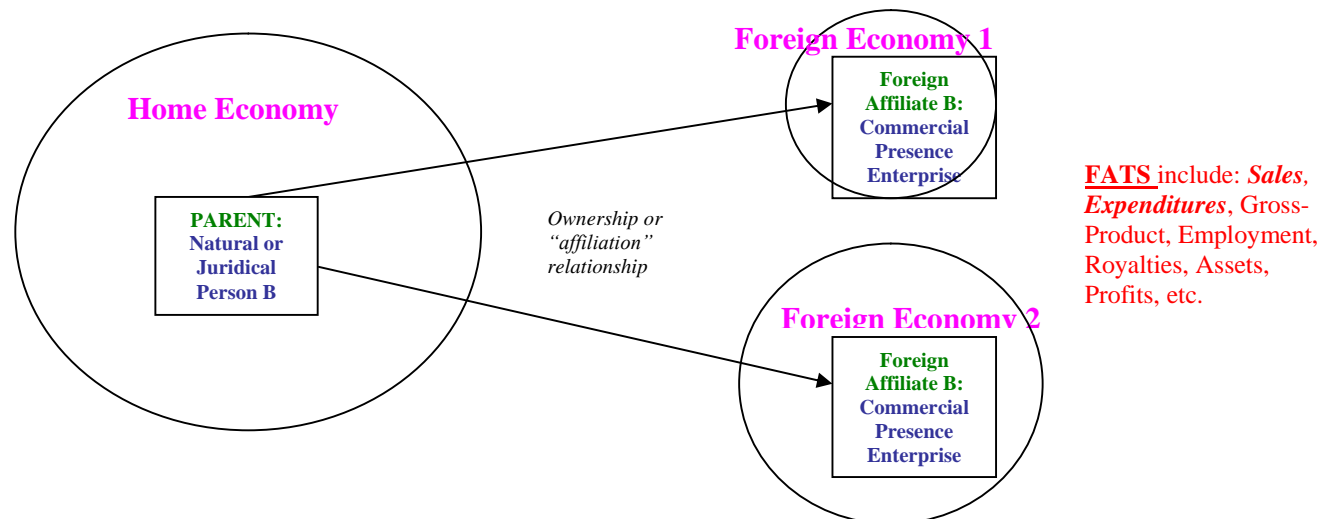 Home Economy
PARENT:
Natural or
Juridical
Person B
Ownership or
“affiliation”
relationship
Foreign Economy 1
Foreign
Affiliate B:
Commercial
Presence
Enterprise
Foreign Economy 2
Foreign
Affiliate B:
Commercial
Presence
Enterprise
FATS include: Sales,
Expenditures, Gross-
Product, Employment,
Royalties, Assets,
Profits, etc.